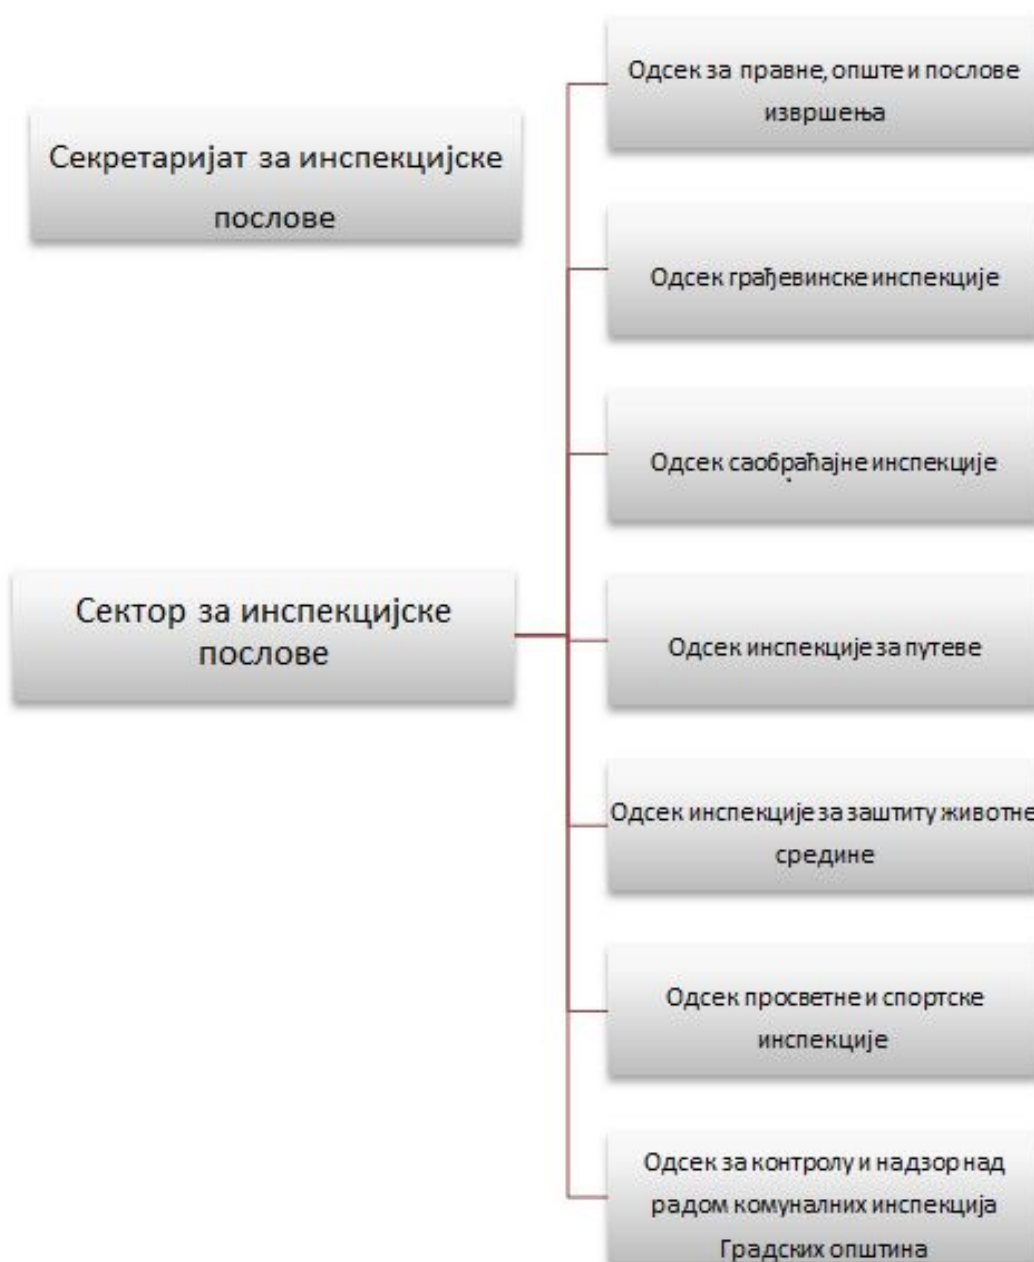 Секретаријат за инспекцијске
послове
Сектор за инспекцијске
послове
Одсек за правне, опште и послове
извршења
Одсек грађевинске инспекције
Одсек саобраћајне инспекције
Одсек инспекције за путеве
Одсек инспекције за заштиту животне
средине
Одсек просветне и спортске
инспекције
Одсек за контролу и надзор над
радом комуналних инспекција
Градских општина